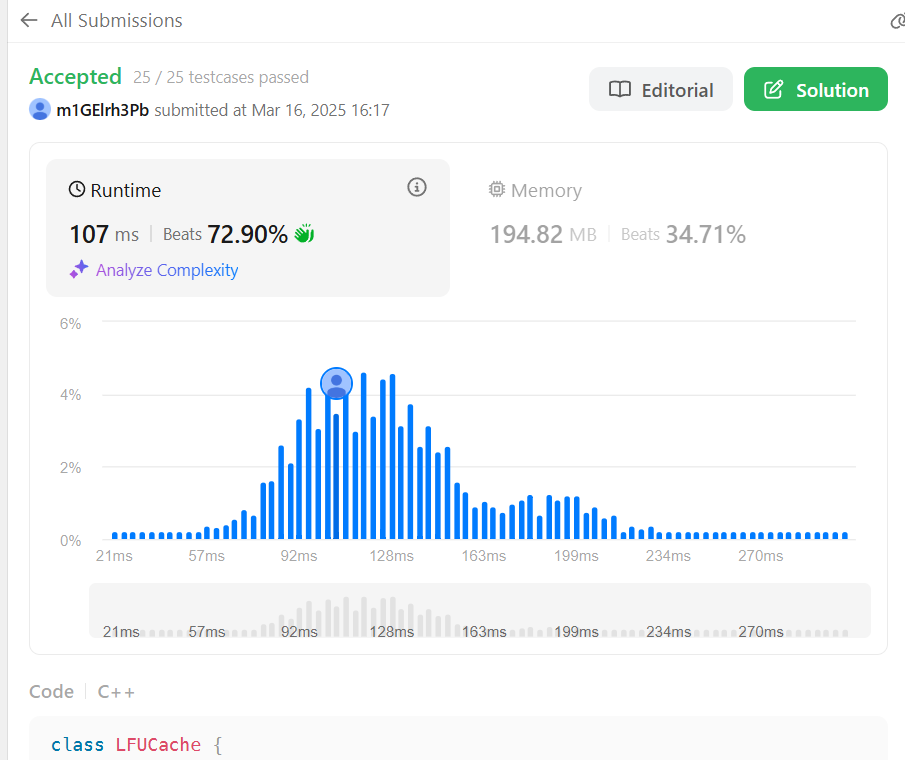 All Submissions
Accepted 25 / 25 testcases passed
m1GElrh3Pb submitted at Mar 16, 2025 16:17
Editorial
Solution
Runtime
107 ms Beats 72.90%
Analyze Complexity
Memory
194.82 MB Beats 34.71%
6%
4%
2%
0%
21ms 57ms 92ms 128ms 163ms 199ms 234ms 270ms
21ms 57ms 92ms 128ms 163ms 199ms 234ms 270ms
Code C++
class LFUCache {